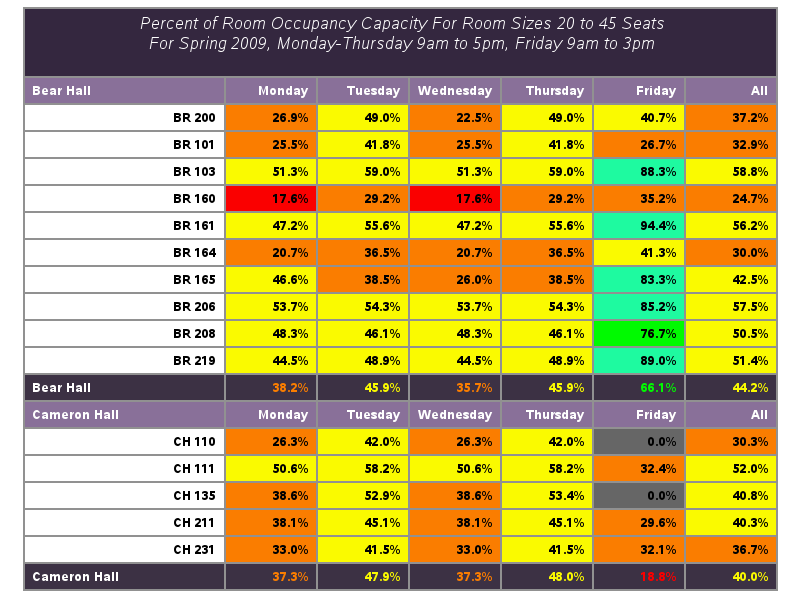 Percent of Room Occupancy Capacity For Room Sizes 20 to 45 Seats
For Spring 2009, Monday-Thursday 9am to 5pm, Friday 9am to 3pm
Bear Hall Monday Tuesday Wednesday Thursday Friday All
BR 200 26.9% 49.0% 22.5% 49.0% 40.7% 37.2%
BR 101 25.5% 41.8% 25.5% 41.8% 26.7% 32.9%
BR 103 51.3% 59.0% 51.3% 59.0% 88.3% 58.8%
BR 160 17.6% 29.2% 17.6% 29.2% 35.2% 24.7%
BR 161 47.2% 55.6% 47.2% 55.6% 94.4% 56.2%
BR 164 20.7% 36.5% 20.7% 36.5% 41.3% 30.0%
BR 165 46.6% 38.5% 26.0% 38.5% 83.3% 42.5%
BR 206 53.7% 54.3% 53.7% 54.3% 85.2% 57.5%
BR 208 48.3% 46.1% 48.3% 46.1% 76.7% 50.5%
BR 219 44.5% 48.9% 44.5% 48.9% 89.0% 51.4%
Bear Hall 38.2% 45.9% 35.7% 45.9% 66.1% 44.2%
Cameron Hall Monday Tuesday Wednesday Thursday Friday All
CH 110 26.3% 42.0% 26.3% 42.0% 0.0% 30.3%
CH 111 50.6% 58.2% 50.6% 58.2% 32.4% 52.0%
CH 135 38.6% 52.9% 38.6% 53.4% 0.0% 40.8%
CH 211 38.1% 45.1% 38.1% 45.1% 29.6% 40.3%
CH 231 33.0% 41.5% 33.0% 41.5% 32.1% 36.7%
Cameron Hall 37.3% 47.9% 37.3% 48.0% 18.8% 40.0%